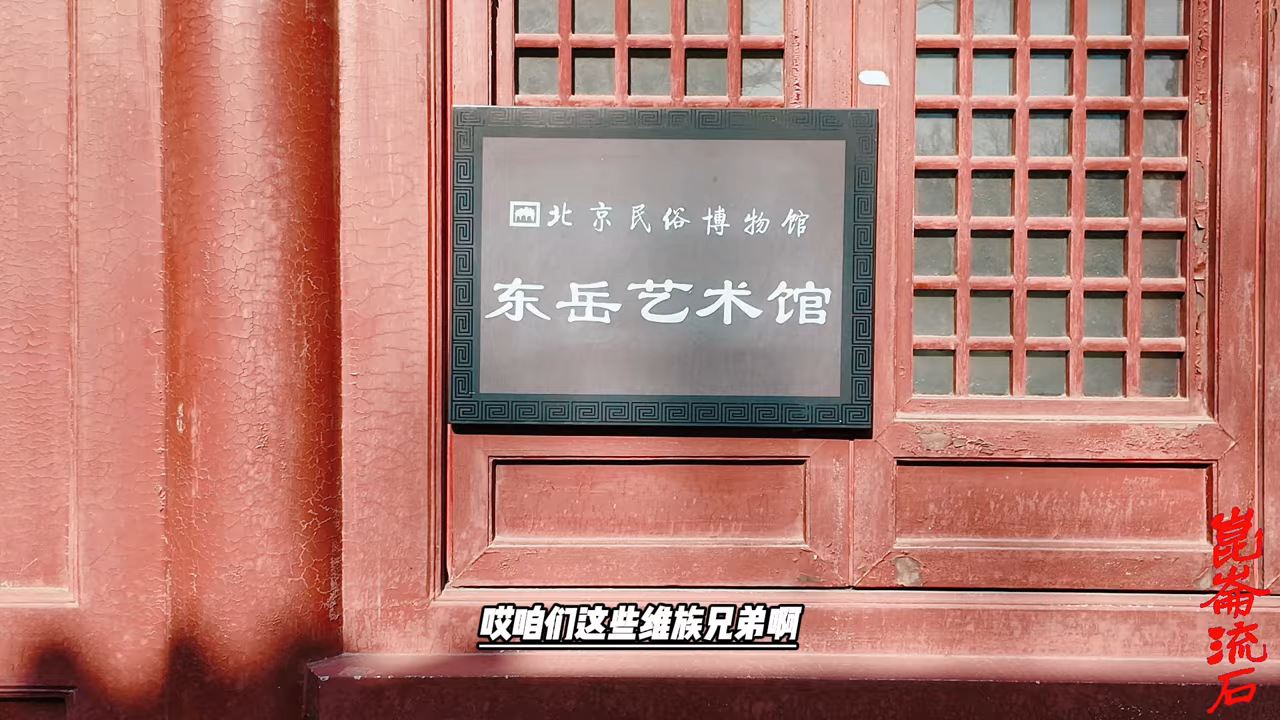 北京民俗博物馆
东岳艺术馆
哎咱们这些维族兄弟啊
崑崙流石